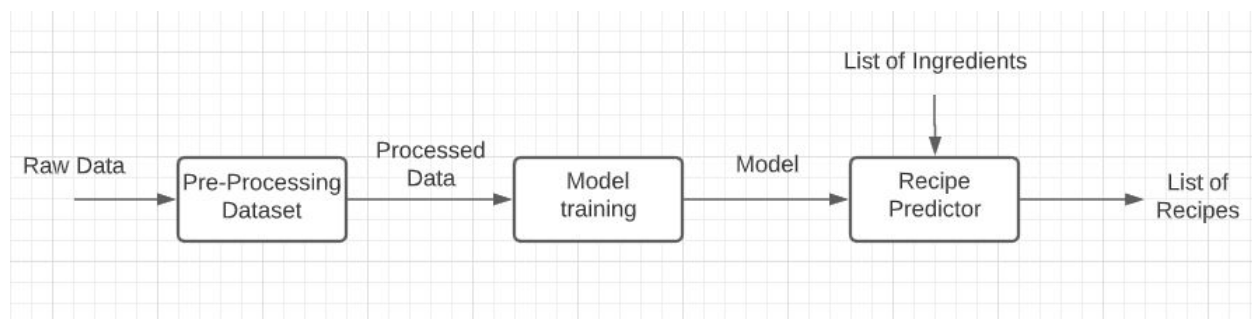 List of Ingredients
Raw Data
Pre-Processing
Dataset
Processed
Data
Model
training
Model
Recipe
Predictor
List of
Recipes